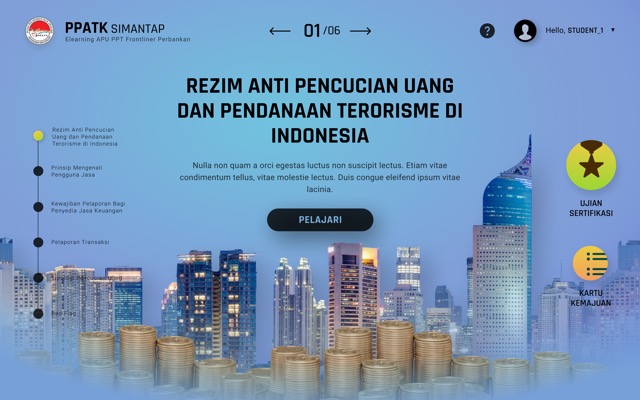 PPATK SIMANTAP
Elearning APU PPT Frontliner Perbankan
01 /06
?
Hello, STUDENT_1
REZIM ANTI PENCUCIAN UANG
DAN PENDANAAN TERORISME DI
INDONESIA
Nulla non quam a orci egestas luctus non suscipit lectus. Etiam vitae
condimentum tellus, vitae molestie lectus. Duis congue eleifend ipsum vitae
lacinia.
PELAJARI
Rezim Anti Pencucian
Uang dan Pendanaan
Terorisme di Indonesia
Prinsip Mengenali
Pengguna Jasa
Kewajiban Pelaporan Bagi
Penyedia Jasa Keuangan
Pelaporan Transaksi
UJIAN
SERTIFIKASI
KARTU
KEMAJUAN